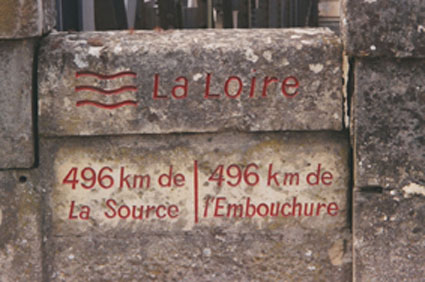 La Loire
496 km de | 496 km de
La Source | l'Embouchure